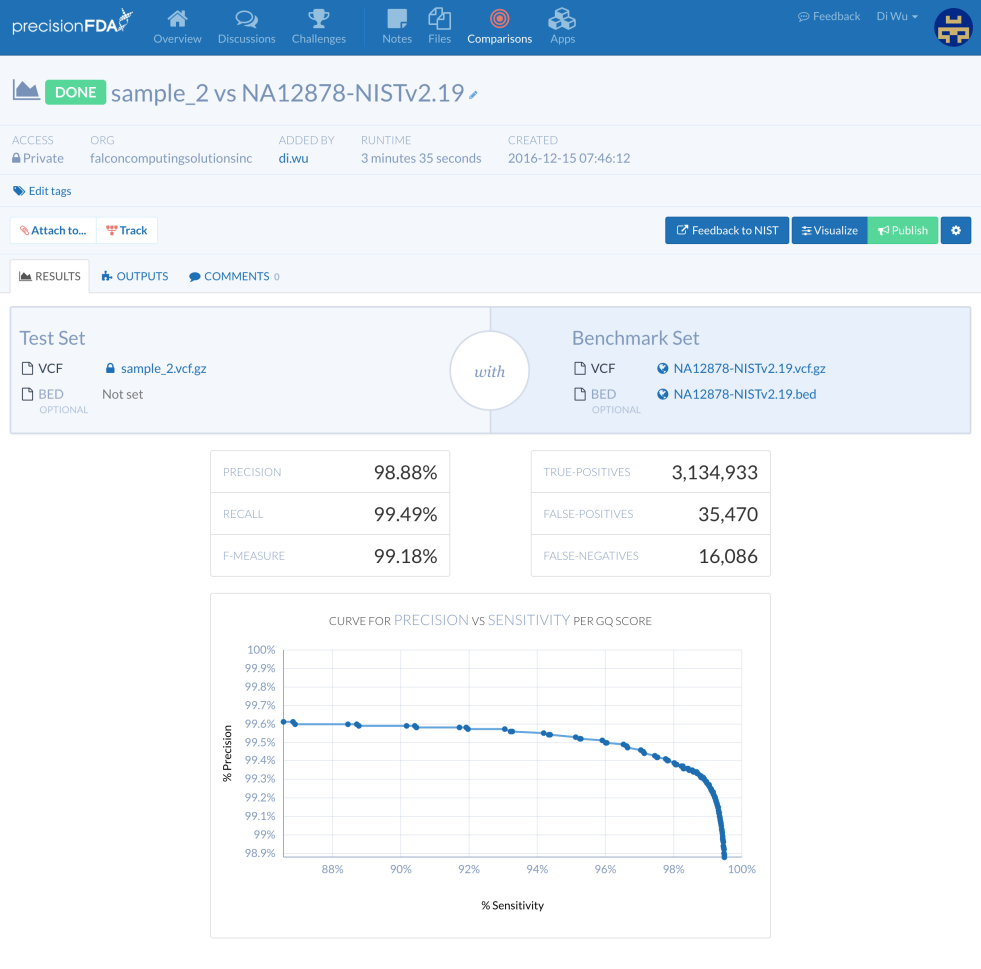 precisionFDA
Overview
Discussions
Challenges
Notes
Files
Comparisons
Apps
Feedback
Di Wu
DONE sample_2 vs NA12878-NISTv2.19
ACCESS ORG ADDED BY RUNTIME CREATED
Private falconcomputingsolutionsinc di.wu 3 minutes 35 seconds 2016-12-15 07:46:12
Edit tags
Attach to... Track Feedback to NIST Visualize Publish
RESULTS OUTPUTS COMMENTS 0
Test Set
VCF sample_2.vcf.gz
BED Not set
OPTIONAL
with
Benchmark Set
VCF NA12878-NISTv2.19.vcf.gz
BED NA12878-NISTv2.19.bed
OPTIONAL
PRECISION 98.88%
RECALL 99.49%
F-MEASURE 99.18%
TRUE-POSITIVES 3,134,933
FALSE-POSITIVES 35,470
FALSE-NEGATIVES 16,086
CURVE FOR PRECISION VS SENSITIVITY PER GQ SCORE
100%
99.9%
99.8%
99.7%
99.6%
99.5%
99.4%
99.3%
99.2%
99.1%
99%
98.9%
% Precision
88% 90% 92% 94% 96% 98% 100%
% Sensitivity